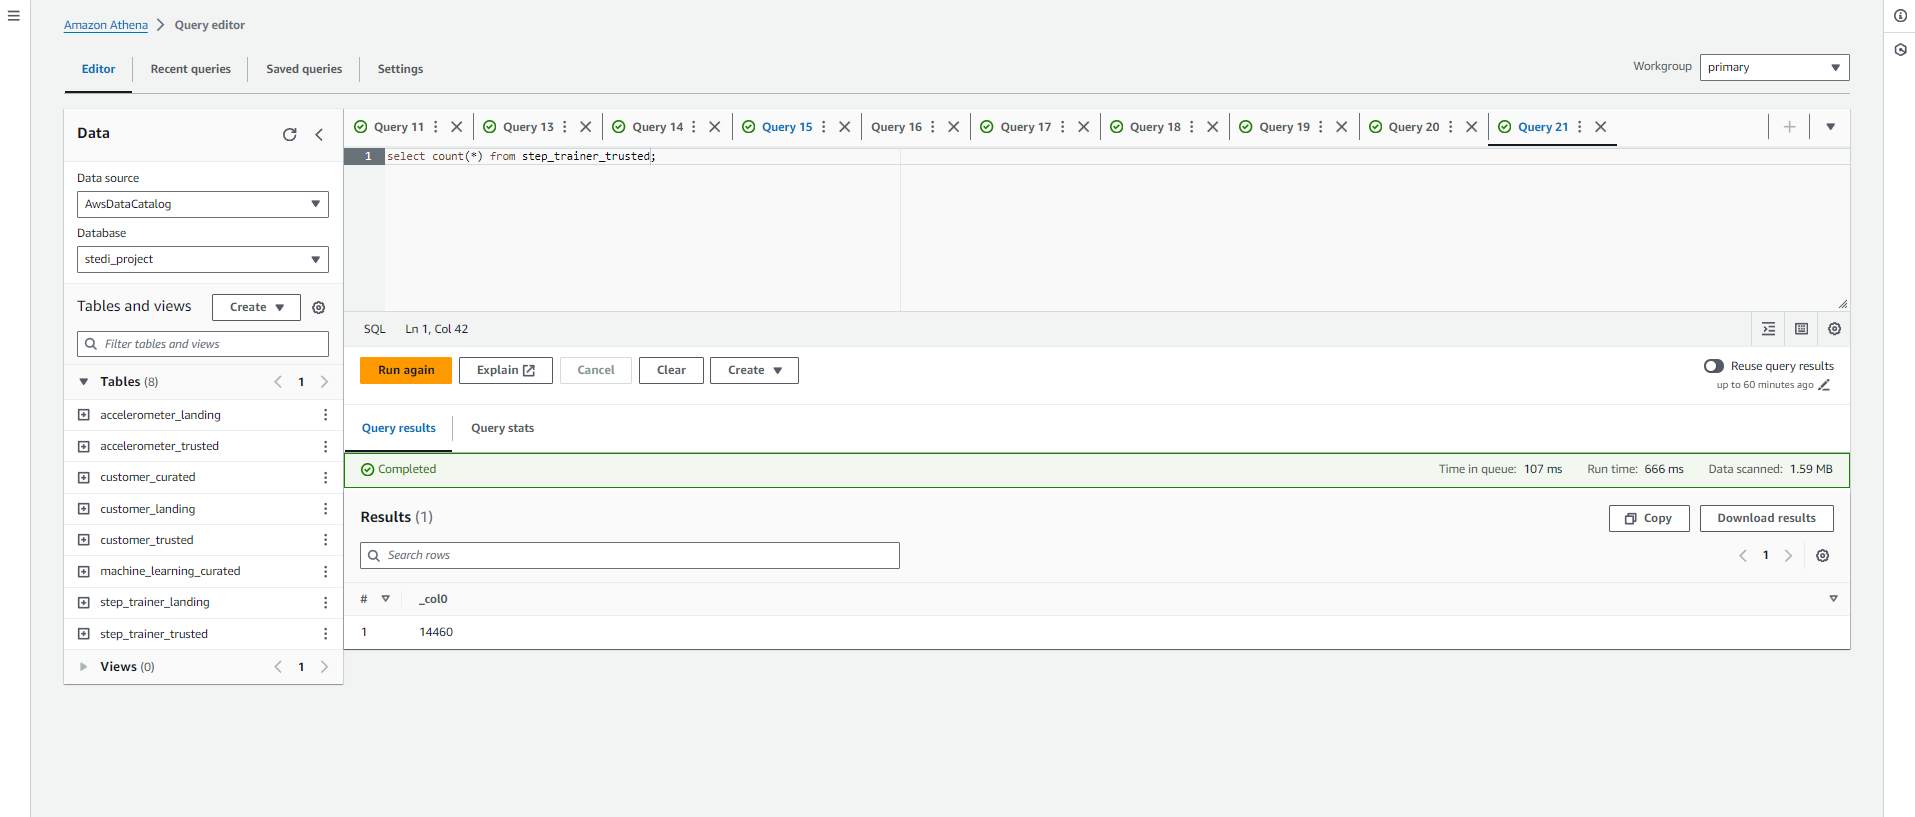 Amazon Athena > Query editor
Editor Recent queries Saved queries Settings
Workgroup primary
Data
Data source
AwsDataCatalog
Database
stedi_project
Tables and views Create
Filter tables and views
Tables (8) 1
accelerometer_landing
accelerometer_trusted
customer_curated
customer_landing
customer_trusted
machine_learning_curated
step_trainer_landing
step_trainer_trusted
Views (0) 1
Query 11 Query 13 Query 14 Query 15 Query 16 Query 17 Query 18 Query 19 Query 20 Query 21
1 select count(*) from step_trainer_trusted;
SQL Ln 1, Col 42
Run again Explain Cancel Clear Create
Reuse query results
up to 60 minutes ago
Query results Query stats
Completed Time in queue: 107 ms Run time: 666 ms Data scanned: 1.59 MB
Results (1) Copy Download results
Search rows 1
# _col0
1 14460